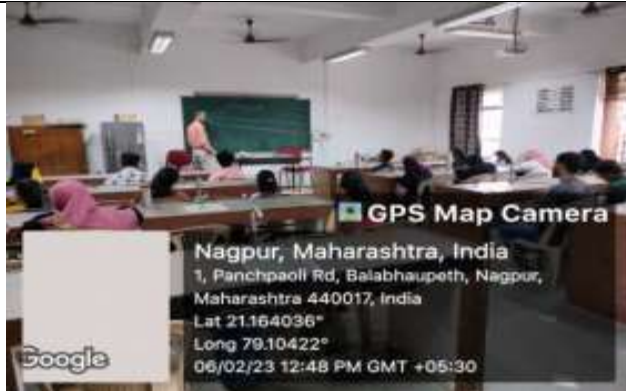 GPS Map Camera
Nagpur, Maharashtra, India
1, Panchpaoli Rd, Balabhaupeth, Nagpur,
Maharashtra 440017, India
Lat 21.164036°
Long 79.10422°
06/02/23 12:48 PM GMT +05:30
Google